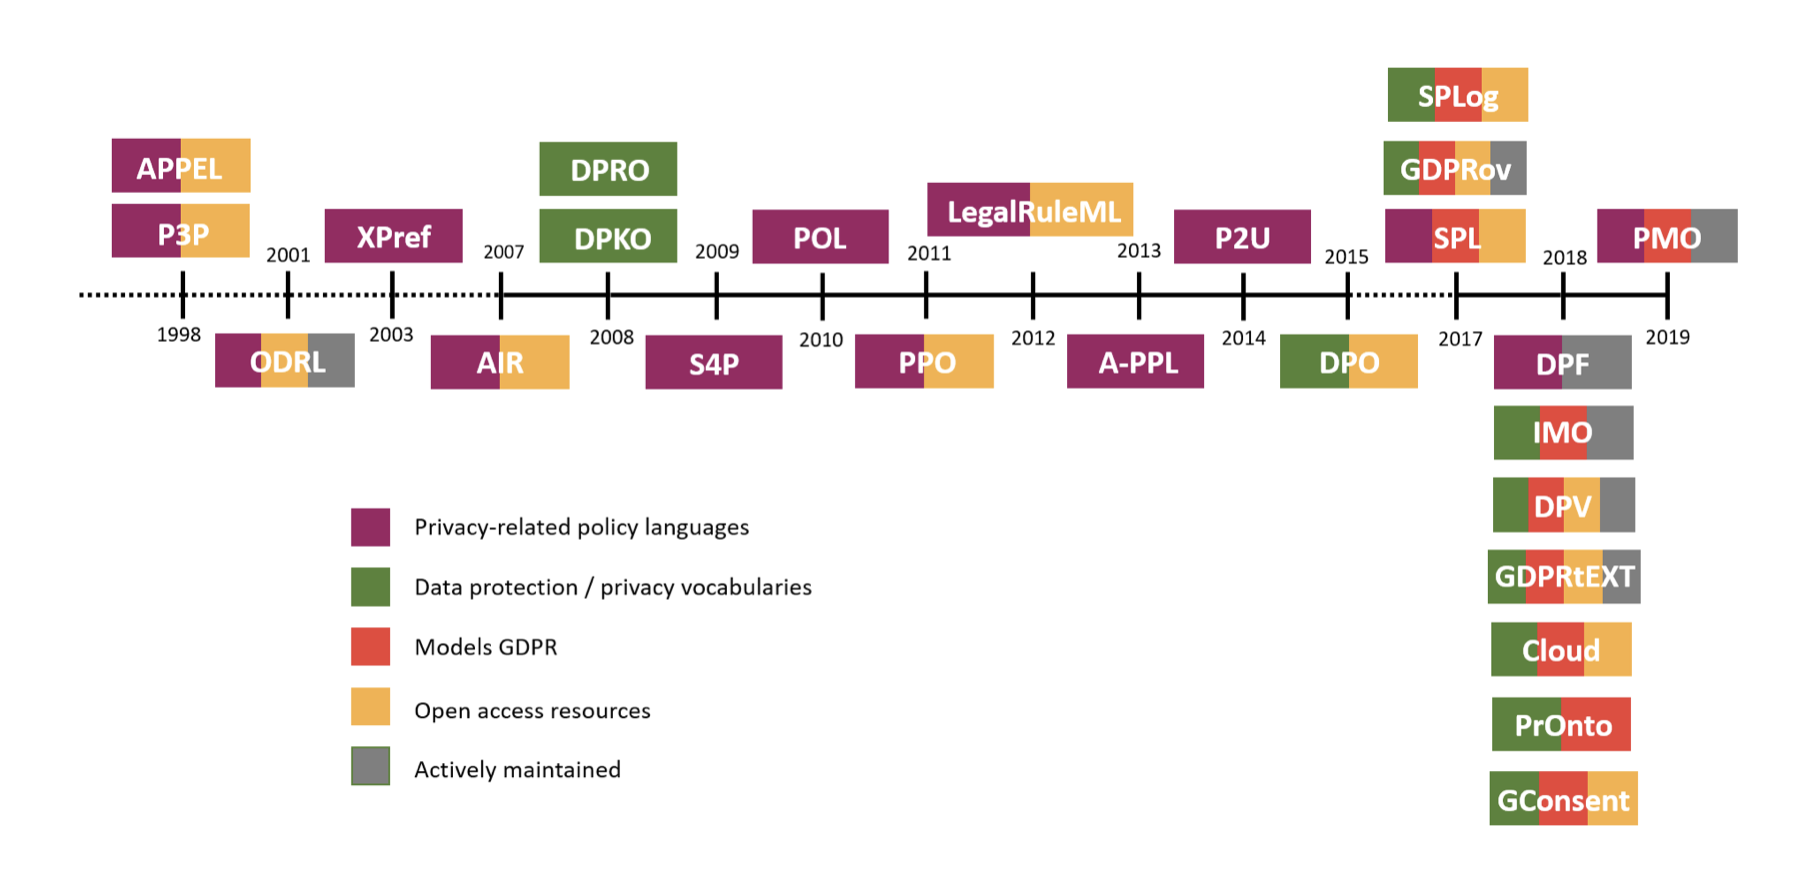 SPLog
APPEL
DPRO
GDPRov
P3P
XPref
DPKO
POL
LegalRuleML
P2U
SPL
PMO
2001
2007
2009
2011
2013
2015
2018
1998
2003
2008
2010
2012
2014
2017
2019
ODRL
AIR
S4P
PPO
A-PPL
DPO
DPF
IMO
DPV
GDPRtEXT
Cloud
PrOnto
GConsent
Privacy-related policy languages
Data protection / privacy vocabularies
Models GDPR
Open access resources
Actively maintained